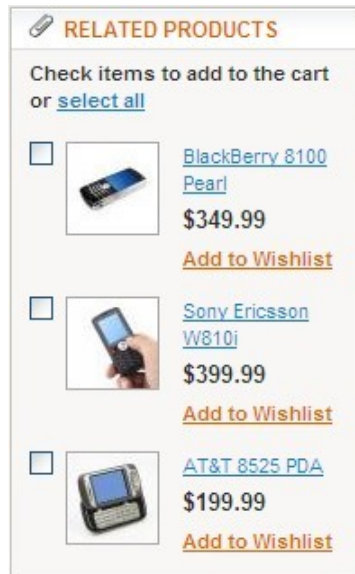 RELATED PRODUCTS
Check items to add to the cart
or select all
BlackBerry 8100
Pearl
$349.99
Add to Wishlist
Sony Ericsson
W810i
$399.99
Add to Wishlist
AT&T 8525 PDA
$199.99
Add to Wishlist